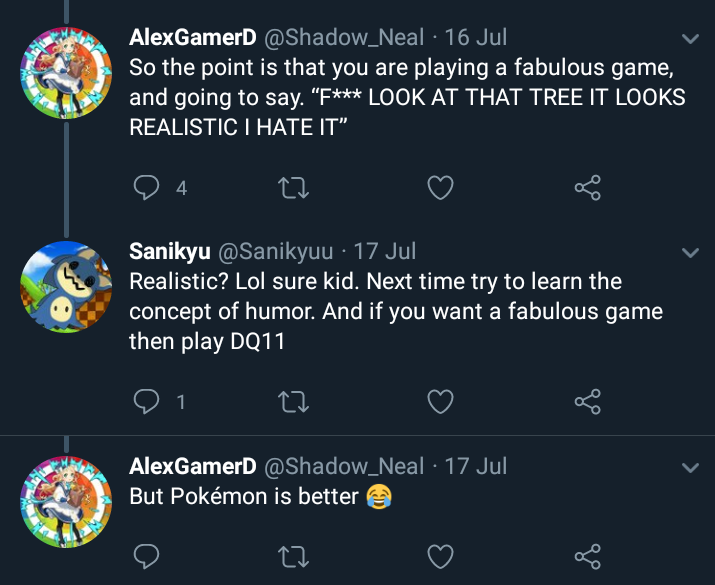 AlexGamerD @Shadow_Neal · 16 Jul
So the point is that you are playing a fabulous game,
and going to say. “F*** LOOK AT THAT TREE IT LOOKS
REALISTIC I HATE IT”
4
Sanikyu @Sanikyuu · 17 Jul
Realistic? Lol sure kid. Next time try to learn the
concept of humor. And if you want a fabulous game
then play DQ11
1
AlexGamerD @Shadow_Neal · 17 Jul
But Pokémon is better 😂